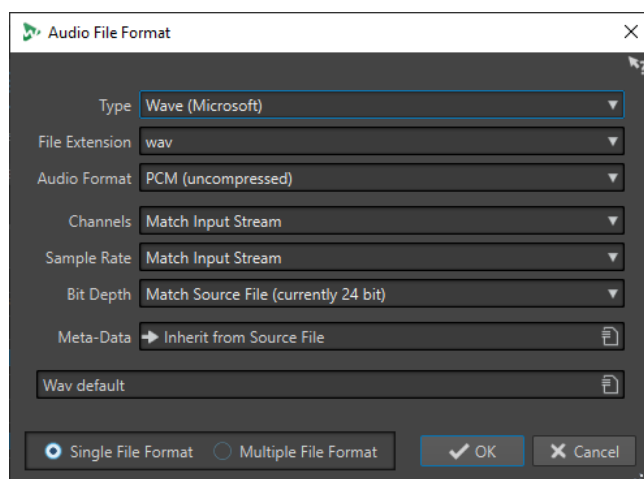 Audio File Format
Type Wave (Microsoft)
File Extension wav
Audio Format PCM (uncompressed)
Channels Match Input Stream
Sample Rate Match Input Stream
Bit Depth Match Source File (currently 24 bit)
Meta-Data Inherit from Source File
Wav default
Single File Format Multiple File Format OK Cancel